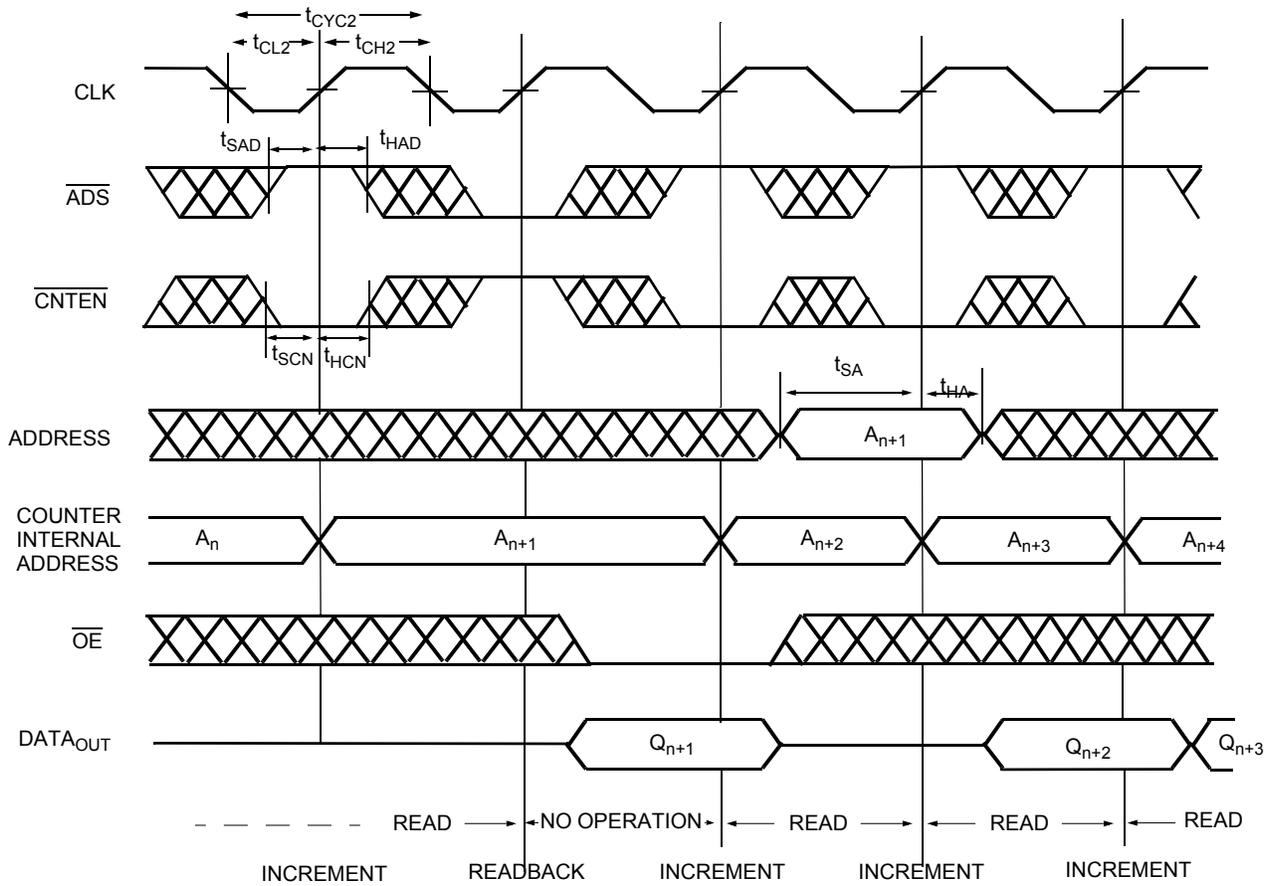 tCYC2
tCL2 tCH2
CLK
tSAD tHAD
ADS
CNTEN
tSCN tHCN
tSA tHA
ADDRESS An+1
COUNTER INTERNAL ADDRESS An An+1 An+2 An+3 An+4
OE
DATAOUT Qn+1 Qn+2 Qn+3
READ NO OPERATION READ READ READ
INCREMENT READBACK INCREMENT INCREMENT INCREMENT